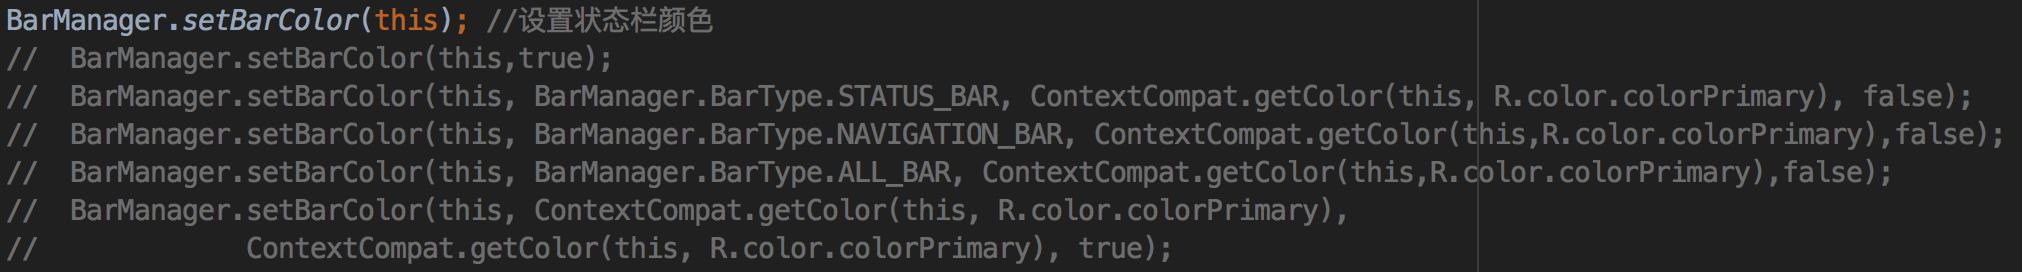 BarManager.setBarColor(this); //设置状态栏颜色
//  BarManager.setBarColor(this,true);
//  BarManager.setBarColor(this, BarManager.BarType.STATUS_BAR, ContextCompat.getColor(this, R.color.colorPrimary), false);
//  BarManager.setBarColor(this, BarManager.BarType.NAVIGATION_BAR, ContextCompat.getColor(this,R.color.colorPrimary),false);
//  BarManager.setBarColor(this, BarManager.BarType.ALL_BAR, ContextCompat.getColor(this,R.color.colorPrimary),false);
//  BarManager.setBarColor(this, ContextCompat.getColor(this, R.color.colorPrimary),
//             ContextCompat.getColor(this, R.color.colorPrimary), true);